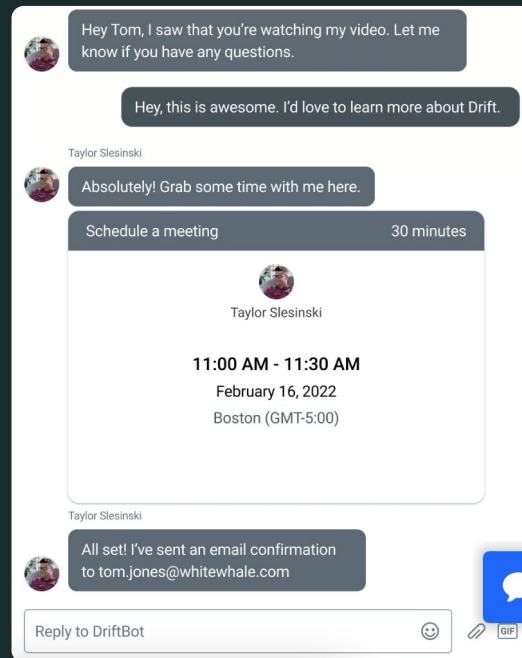 Hey Tom, I saw that you're watching my video. Let me
know if you have any questions.
Hey, this is awesome. I'd love to learn more about Drift.
Taylor Slesinski
Absolutely! Grab some time with me here.
Schedule a meeting 30 minutes
Taylor Slesinski
11:00 AM - 11:30 AM
February 16, 2022
Boston (GMT-5:00)
Taylor Slesinski
All set! I've sent an email confirmation
to tom.jones@whitewhale.com
Reply to DriftBot GIF